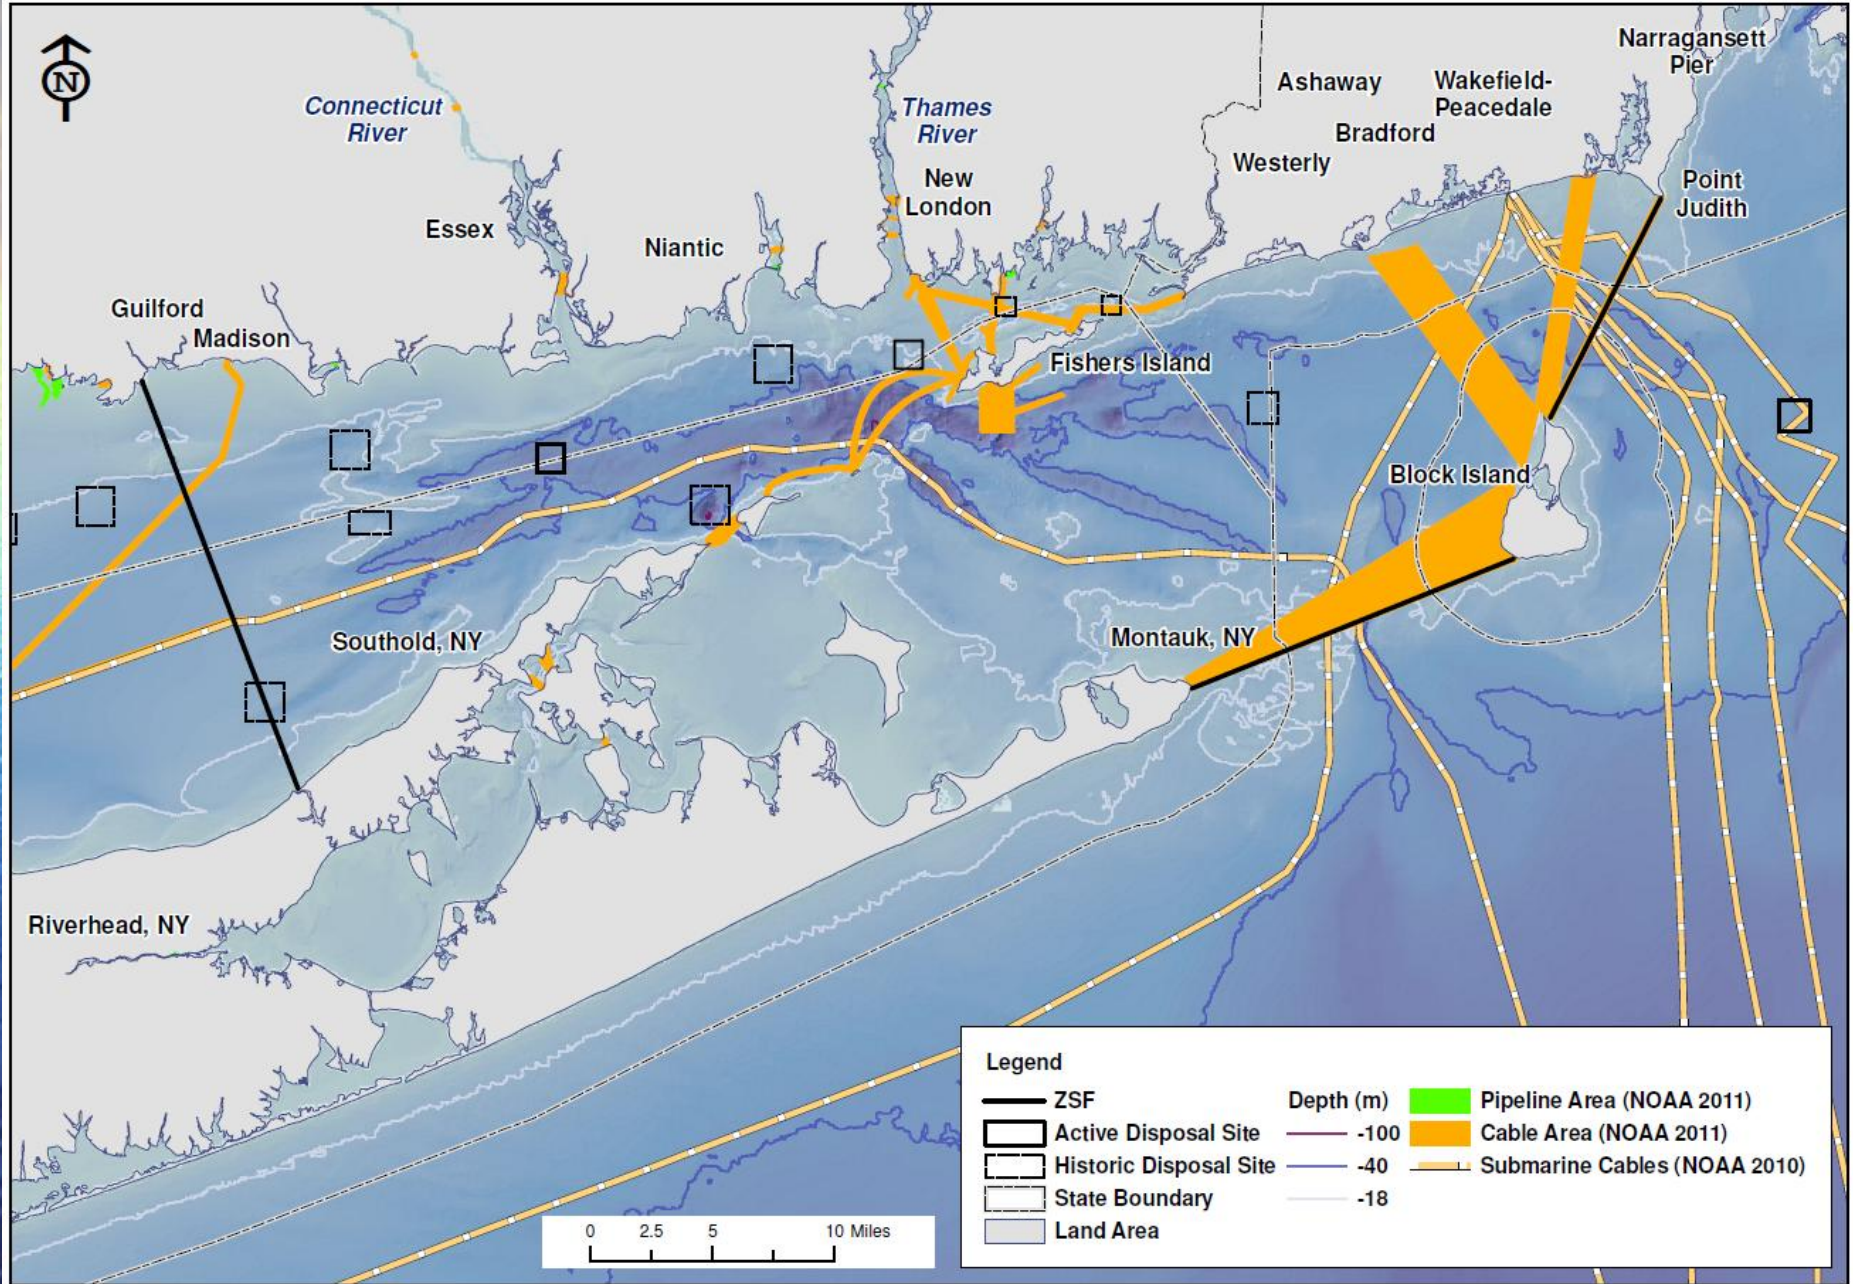 N
Connecticut
River
Thames
River
New
London
Essex
Niantic
Guilford
Madison
Ashaway
Wakefield-
Peacedale
Narragansett
Pier
Bradford
Westerly
Point
Judith
Fishers Island
Block Island
Southold, NY
Montauk, NY
Riverhead, NY
0 2.5 5 10 Miles
Legend
ZSF
Active Disposal Site
Historic Disposal Site
State Boundary
Land Area
Depth (m)
-100
-40
-18
Pipeline Area (NOAA 2011)
Cable Area (NOAA 2011)
Submarine Cables (NOAA 2010)